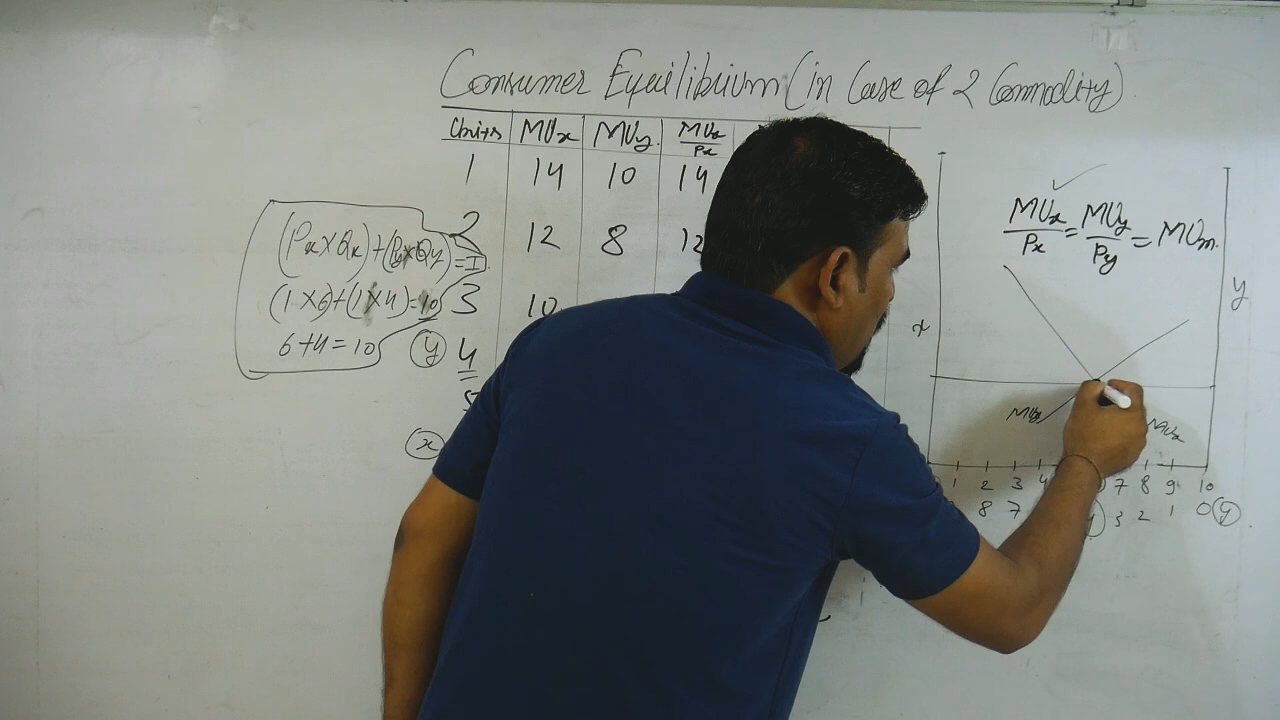 Consumer Equilibrium (in Case of 2 Commodity)
Units MUx MUy MUx/Px
1 14 10 14
2 12 8 12
3 10
4
5
(Px×Qx)+(Py×Qy)=I
(1×6)+(1×4)=10
6+4=10
y
x
MUx/Px = MUy/Py = MUm
x
y
MUy
MUx
1 2 3 4 7 8 9 10
8 7 3 2 1 0 y